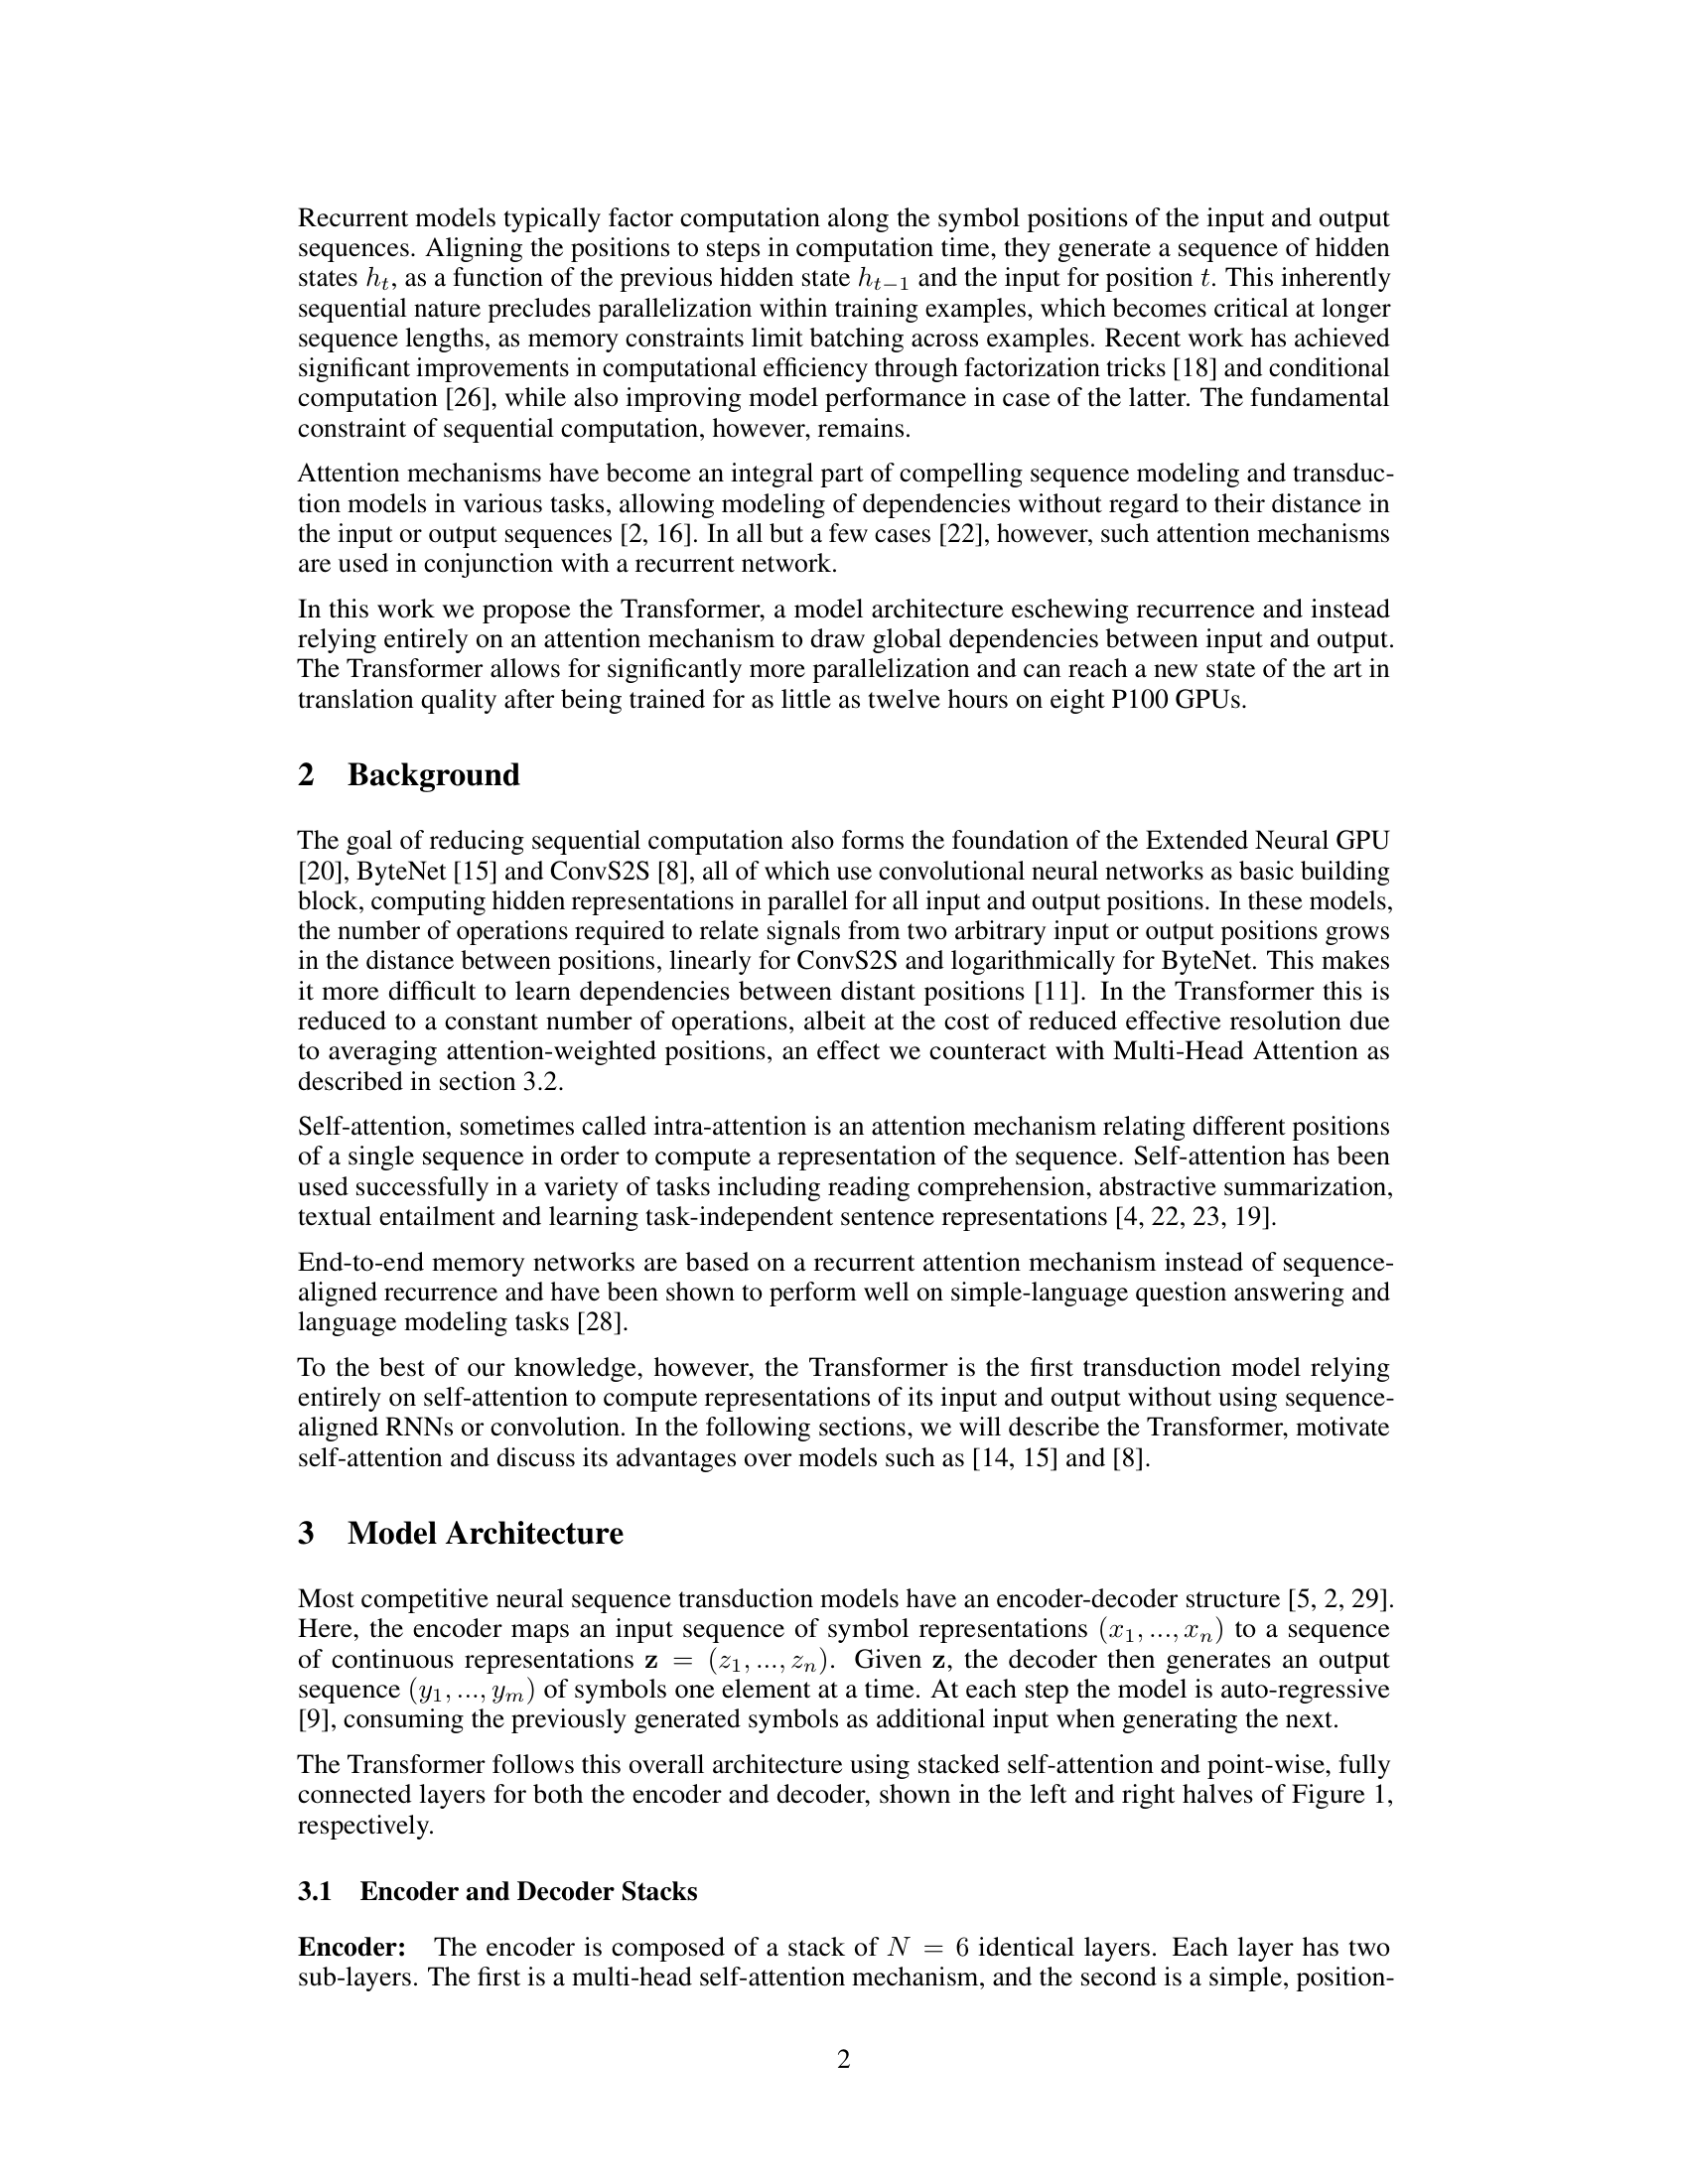 Recurrent models typically factor computation along the symbol positions of the input and output
sequences. Aligning the positions to steps in computation time, they generate a sequence of hidden
states h_t, as a function of the previous hidden state h_{t−1} and the input for position t. This inherently
sequential nature precludes parallelization within training examples, which becomes critical at longer
sequence lengths, as memory constraints limit batching across examples. Recent work has achieved
significant improvements in computational efficiency through factorization tricks [18] and conditional
computation [26], while also improving model performance in case of the latter. The fundamental
constraint of sequential computation, however, remains.
Attention mechanisms have become an integral part of compelling sequence modeling and transduc-
tion models in various tasks, allowing modeling of dependencies without regard to their distance in
the input or output sequences [2, 16]. In all but a few cases [22], however, such attention mechanisms
are used in conjunction with a recurrent network.
In this work we propose the Transformer, a model architecture eschewing recurrence and instead
relying entirely on an attention mechanism to draw global dependencies between input and output.
The Transformer allows for significantly more parallelization and can reach a new state of the art in
translation quality after being trained for as little as twelve hours on eight P100 GPUs.
2 Background
The goal of reducing sequential computation also forms the foundation of the Extended Neural GPU
[20], ByteNet [15] and ConvS2S [8], all of which use convolutional neural networks as basic building
block, computing hidden representations in parallel for all input and output positions. In these models,
the number of operations required to relate signals from two arbitrary input or output positions grows
in the distance between positions, linearly for ConvS2S and logarithmically for ByteNet. This makes
it more difficult to learn dependencies between distant positions [11]. In the Transformer this is
reduced to a constant number of operations, albeit at the cost of reduced effective resolution due
to averaging attention-weighted positions, an effect we counteract with Multi-Head Attention as
described in section 3.2.
Self-attention, sometimes called intra-attention is an attention mechanism relating different positions
of a single sequence in order to compute a representation of the sequence. Self-attention has been
used successfully in a variety of tasks including reading comprehension, abstractive summarization,
textual entailment and learning task-independent sentence representations [4, 22, 23, 19].
End-to-end memory networks are based on a recurrent attention mechanism instead of sequence-
aligned recurrence and have been shown to perform well on simple-language question answering and
language modeling tasks [28].
To the best of our knowledge, however, the Transformer is the first transduction model relying
entirely on self-attention to compute representations of its input and output without using sequence-
aligned RNNs or convolution. In the following sections, we will describe the Transformer, motivate
self-attention and discuss its advantages over models such as [14, 15] and [8].
3 Model Architecture
Most competitive neural sequence transduction models have an encoder-decoder structure [5, 2, 29].
Here, the encoder maps an input sequence of symbol representations (x_1, ..., x_n) to a sequence
of continuous representations z = (z_1, ..., z_n). Given z, the decoder then generates an output
sequence (y_1, ..., y_m) of symbols one element at a time. At each step the model is auto-regressive
[9], consuming the previously generated symbols as additional input when generating the next.
The Transformer follows this overall architecture using stacked self-attention and point-wise, fully
connected layers for both the encoder and decoder, shown in the left and right halves of Figure 1,
respectively.
3.1 Encoder and Decoder Stacks
Encoder: The encoder is composed of a stack of N = 6 identical layers. Each layer has two
sub-layers. The first is a multi-head self-attention mechanism, and the second is a simple, position-
2